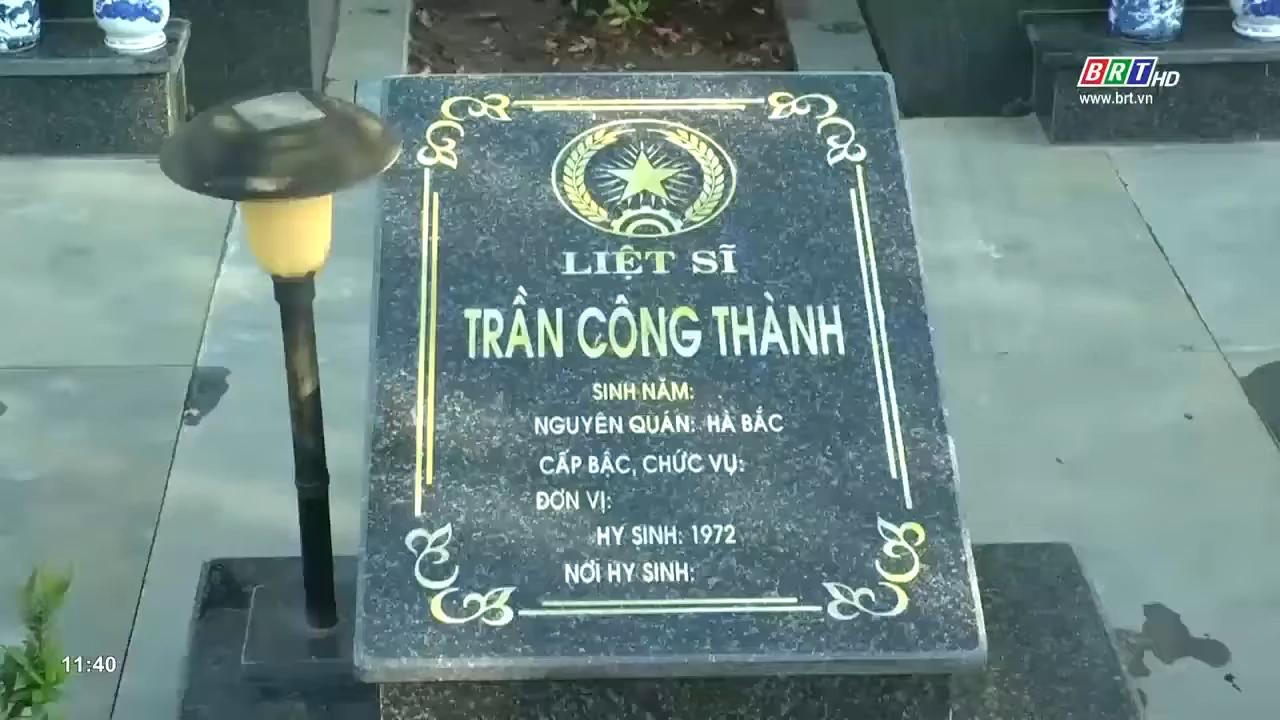 BRT HD
www.brt.vn
LIỆT SĨ
TRẦN CÔNG THÀNH
SINH NĂM:
NGUYÊN QUÁN: HÀ BẮC
CẤP BẬC, CHỨC VỤ:
ĐƠN VỊ:
HY SINH: 1972
NƠI HY SINH:
11:40